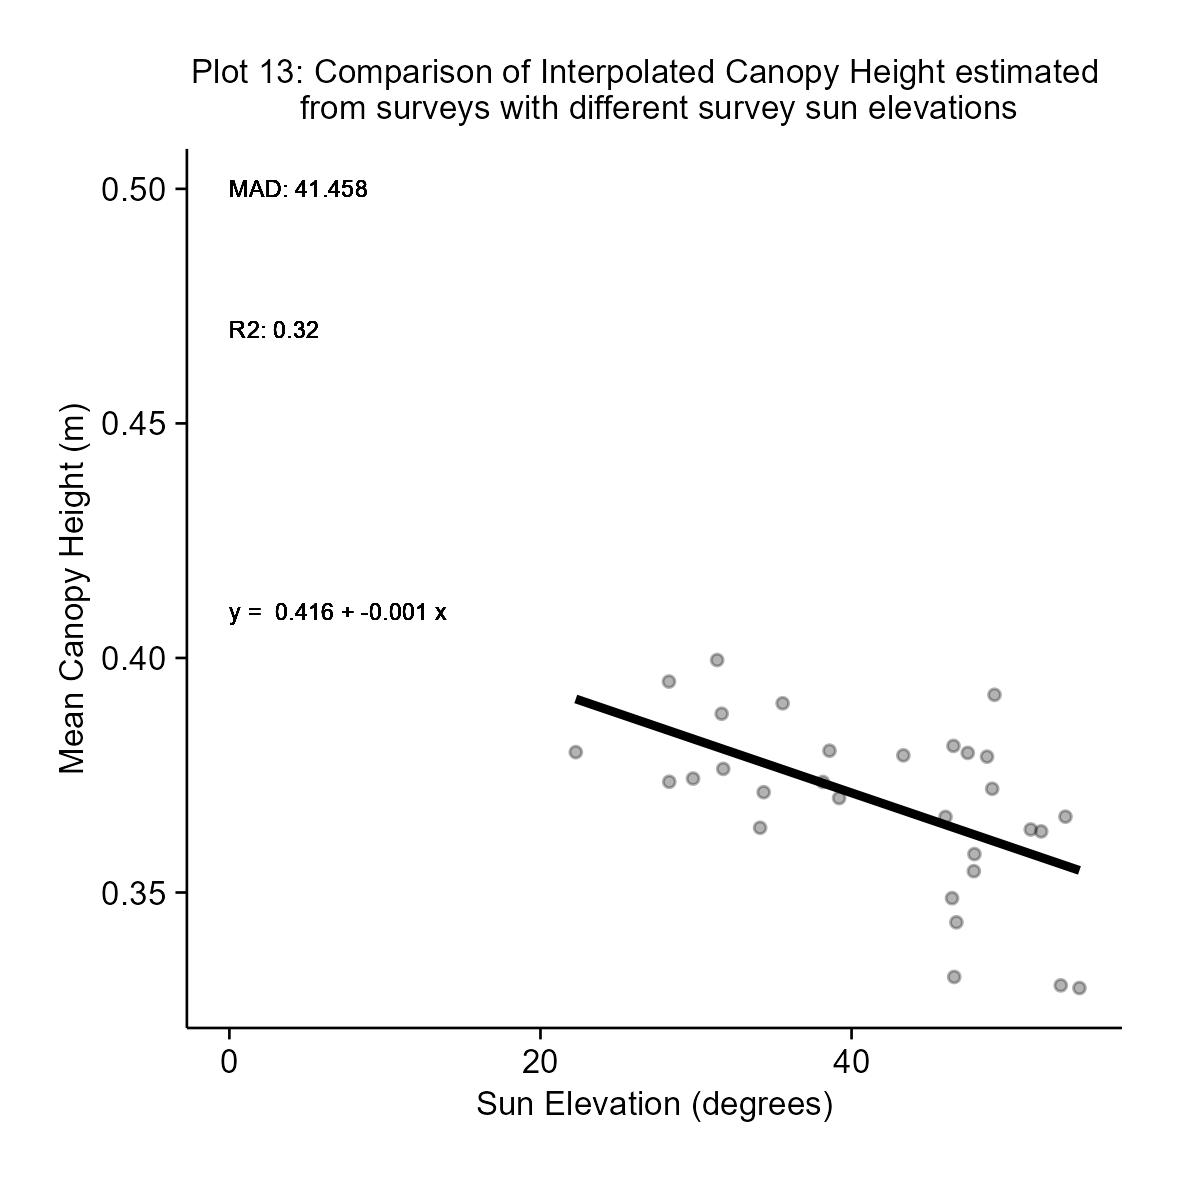 Plot 13: Comparison of Interpolated Canopy Height estimated
from surveys with different survey sun elevations
Mean Canopy Height (m)
0.50
0.45
0.40
0.35
MAD: 41.458
R2: 0.32
y =  0.416 + -0.001 x
0
20
40
Sun Elevation (degrees)